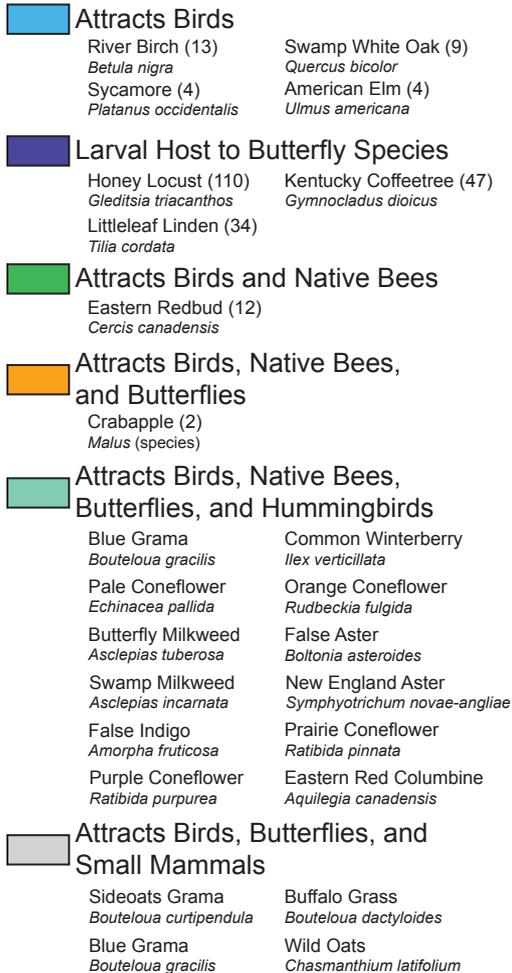 Attracts Birds
River Birch (13)
Betula nigra
Swamp White Oak (9)
Quercus bicolor
Sycamore (4)
Platanus occidentalis
American Elm (4)
Ulmus americana
Larval Host to Butterfly Species
Honey Locust (110)
Gleditsia triacanthos
Kentucky Coffeetree (47)
Gymnocladus dioicus
Littleleaf Linden (34)
Tilia cordata
Attracts Birds and Native Bees
Eastern Redbud (12)
Cercis canadensis
Attracts Birds, Native Bees,
and Butterflies
Crabapple (2)
Malus (species)
Attracts Birds, Native Bees,
Butterflies, and Hummingbirds
Blue Grama
Bouteloua gracilis
Common Winterberry
Ilex verticillata
Pale Coneflower
Echinacea pallida
Orange Coneflower
Rudbeckia fulgida
Butterfly Milkweed
Asclepias tuberosa
False Aster
Boltonia asteroides
Swamp Milkweed
Asclepias incarnata
New England Aster
Symphyotrichum novae-angliae
False Indigo
Amorpha fruticosa
Prairie Coneflower
Ratibida pinnata
Purple Coneflower
Ratibida purpurea
Eastern Red Columbine
Aquilegia canadensis
Attracts Birds, Butterflies, and
Small Mammals
Sideoats Grama
Bouteloua curtipendula
Buffalo Grass
Bouteloua dactyloides
Blue Grama
Bouteloua gracilis
Wild Oats
Chasmanthium latifolium